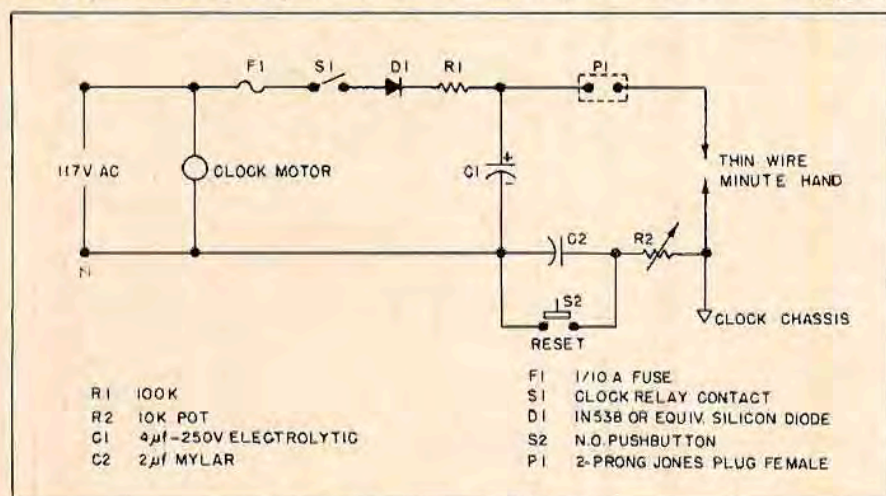 F1 S1 D1 R1 P1
117V AC
CLOCK MOTOR
C1
+
-
THIN WIRE
MINUTE HAND
N
C2
R2
S2
RESET
CLOCK CHASSIS
R1 100K
R2 10K POT
C1 4µf-250V ELECTROLYTIC
C2 2µf MYLAR
F1 1/10 A FUSE
S1 CLOCK RELAY CONTACT
D1 IN538 OR EQUIV. SILICON DIODE
S2 N.O. PUSHBUTTON
P1 2-PRONG JONES PLUG FEMALE